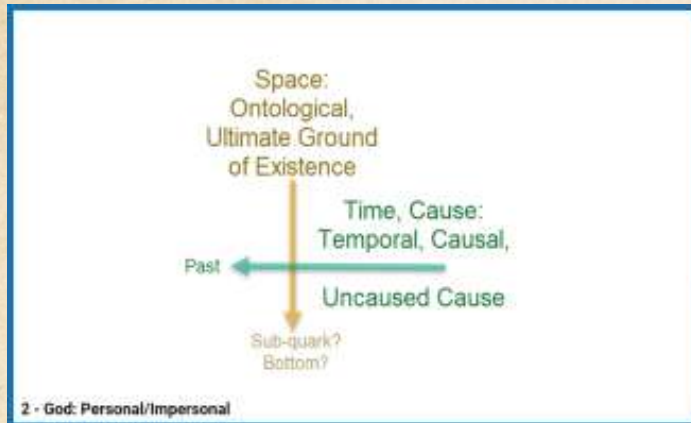 Space:
Ontological,
Ultimate Ground
of Existence
Time, Cause:
Temporal, Causal,
Past
Uncaused Cause
Sub-quark?
Bottom?
2 - God: Personal/Impersonal